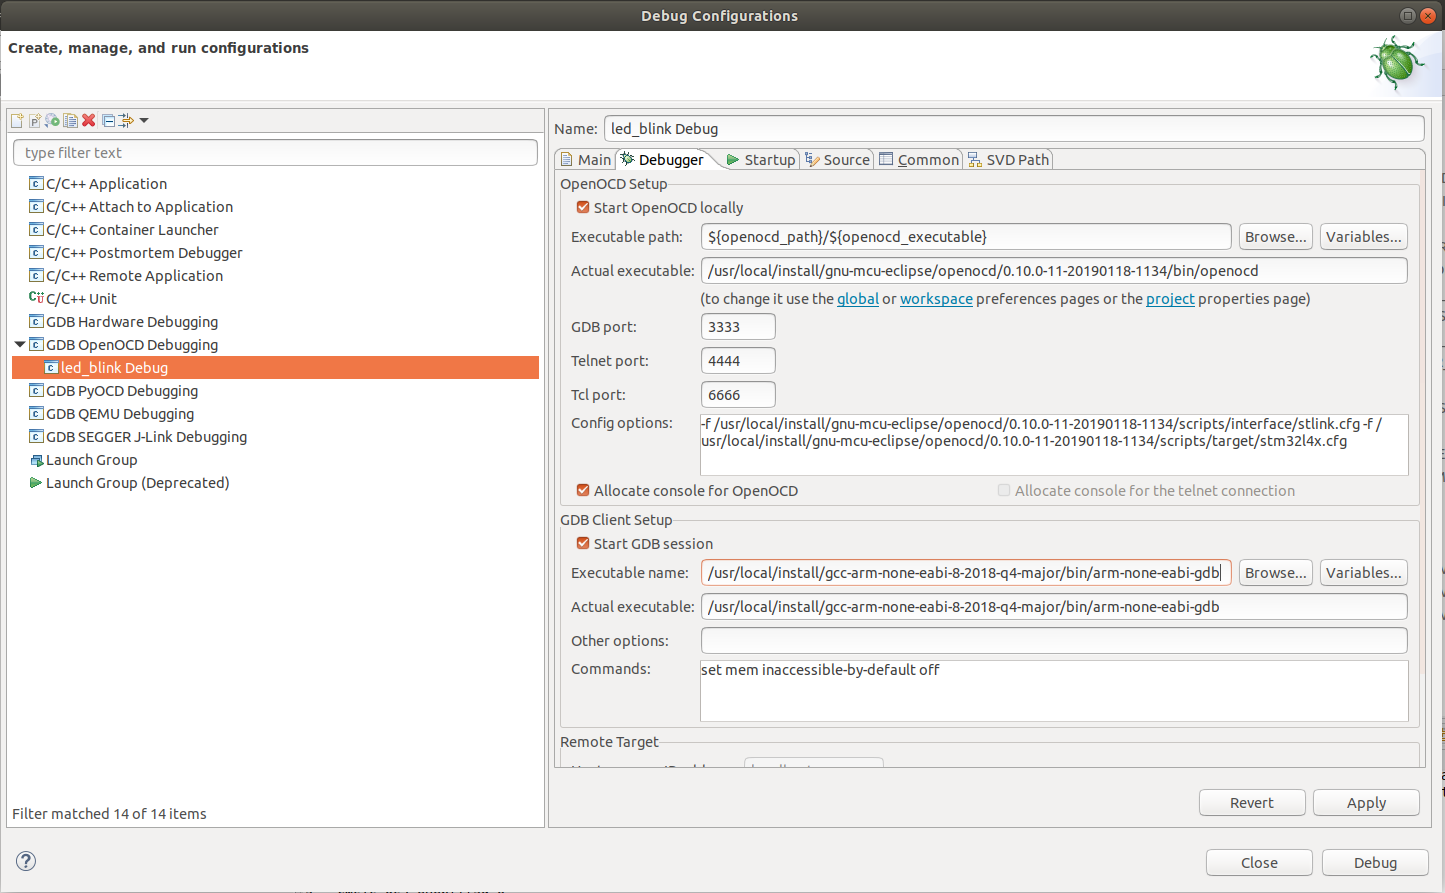 Debug Configurations
Create, manage, and run configurations
type filter text
C/C++ Application
C/C++ Attach to Application
C/C++ Container Launcher
C/C++ Postmortem Debugger
C/C++ Remote Application
C/C++ Unit
GDB Hardware Debugging
GDB OpenOCD Debugging
led_blink Debug
GDB PyOCD Debugging
GDB QEMU Debugging
GDB SEGGER J-Link Debugging
Launch Group
Launch Group (Deprecated)
Filter matched 14 of 14 items
Name: led_blink Debug
Main Debugger Startup Source Common SVD Path
OpenOCD Setup
Start OpenOCD locally
Executable path: ${openocd_path}/${openocd_executable} Browse... Variables...
Actual executable: /usr/local/install/gnu-mcu-eclipse/openocd/0.10.0-11-20190118-1134/bin/openocd
(to change it use the global or workspace preferences pages or the project properties page)
GDB port: 3333
Telnet port: 4444
Tcl port: 6666
Config options: -f /usr/local/install/gnu-mcu-eclipse/openocd/0.10.0-11-20190118-1134/scripts/interface/stlink.cfg -f /
usr/local/install/gnu-mcu-eclipse/openocd/0.10.0-11-20190118-1134/scripts/target/stm32l4x.cfg
Allocate console for OpenOCD Allocate console for the telnet connection
GDB Client Setup
Start GDB session
Executable name: /usr/local/install/gcc-arm-none-eabi-8-2018-q4-major/bin/arm-none-eabi-gdb Browse... Variables...
Actual executable: /usr/local/install/gcc-arm-none-eabi-8-2018-q4-major/bin/arm-none-eabi-gdb
Other options:
Commands: set mem inaccessible-by-default off
Remote Target
Revert Apply
Close Debug